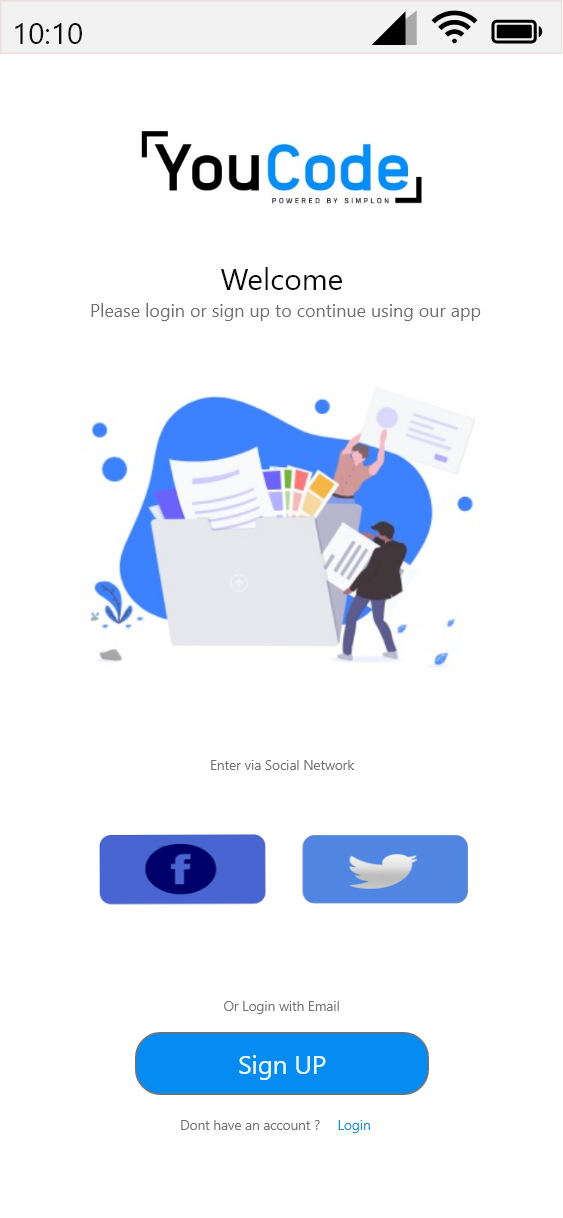 10:10
YouCode
POWERED BY SIMPLON
Welcome
Please login or sign up to continue using our app
Enter via Social Network
f
Or Login with Email
Sign UP
Dont have an account ? Login